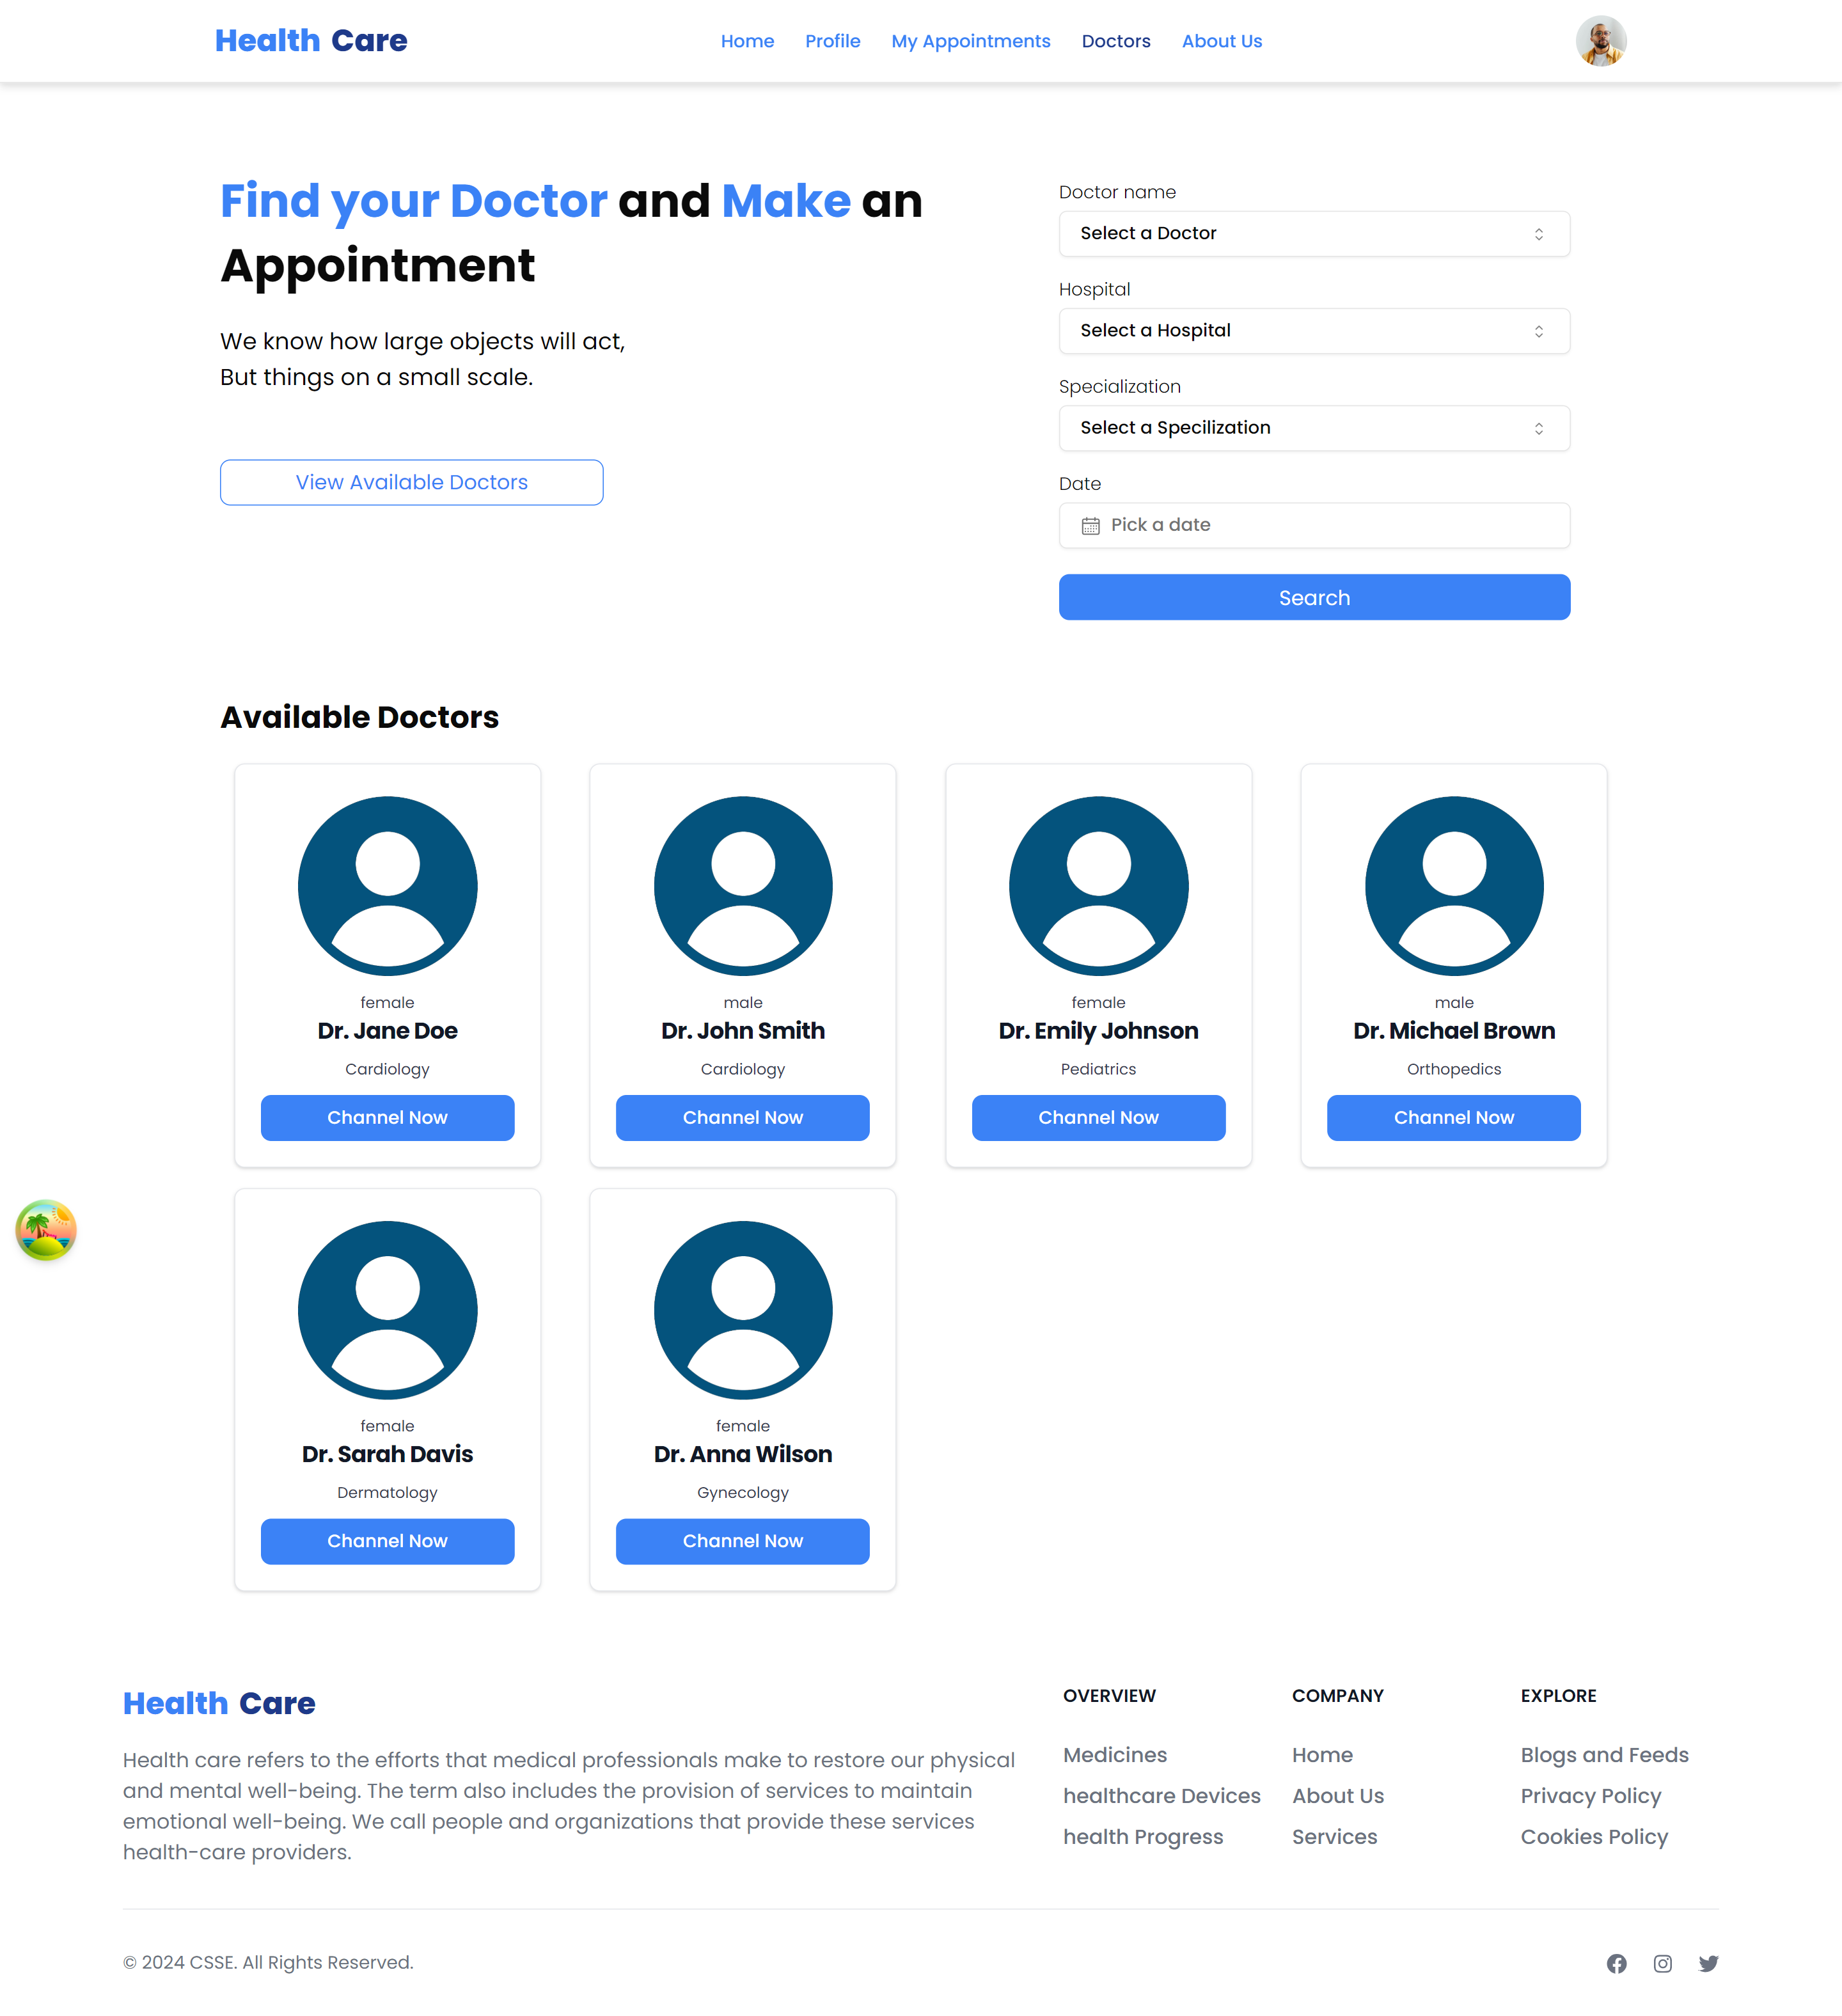 Health Care
Home
Profile
My Appointments
Doctors
About Us
Find your Doctor and Make an
Appointment
We know how large objects will act,
But things on a small scale.
View Available Doctors
Doctor name
Select a Doctor
Hospital
Select a Hospital
Specialization
Select a Specilization
Date
Pick a date
Search
Available Doctors
female
Dr. Jane Doe
Cardiology
Channel Now
male
Dr. John Smith
Cardiology
Channel Now
female
Dr. Emily Johnson
Pediatrics
Channel Now
male
Dr. Michael Brown
Orthopedics
Channel Now
female
Dr. Sarah Davis
Dermatology
Channel Now
female
Dr. Anna Wilson
Gynecology
Channel Now
Health Care
Health care refers to the efforts that medical professionals make to restore our physical
and mental well-being. The term also includes the provision of services to maintain
emotional well-being. We call people and organizations that provide these services
health-care providers.
OVERVIEW
Medicines
healthcare Devices
health Progress
COMPANY
Home
About Us
Services
EXPLORE
Blogs and Feeds
Privacy Policy
Cookies Policy
© 2024 CSSE. All Rights Reserved.